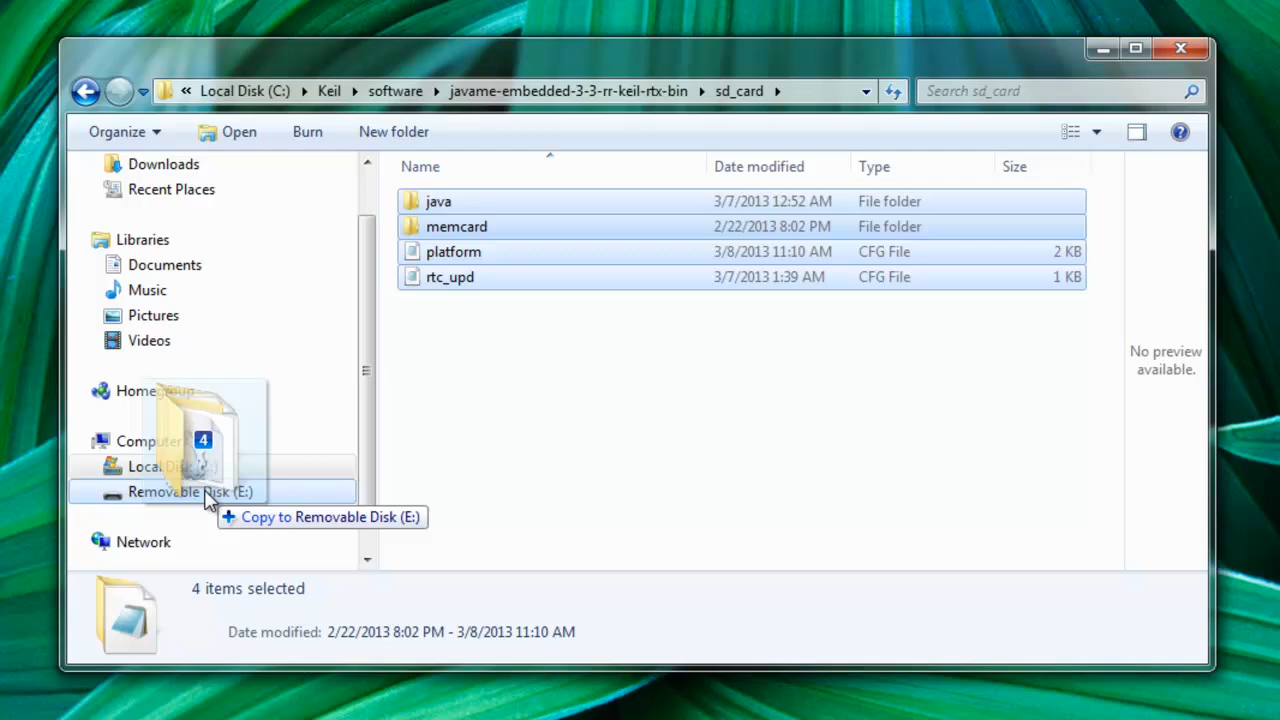 « Local Disk (C:) Keil software javame-embedded-3-3-rr-keil-rtx-bin sd_card
Search sd_card
Organize Open Burn New folder
Downloads
Recent Places
Libraries
Documents
Music
Pictures
Videos
Homegroup
Computer
Local Disk (C:)
Removable Disk (E:)
Network
Name Date modified Type Size
java 3/7/2013 12:52 AM File folder
memcard 2/22/2013 8:02 PM File folder
platform 3/8/2013 11:10 AM CFG File 2 KB
rtc_upd 3/7/2013 1:39 AM CFG File 1 KB
No preview
available.
4
Copy to Removable Disk (E:)
4 items selected
Date modified: 2/22/2013 8:02 PM - 3/8/2013 11:10 AM